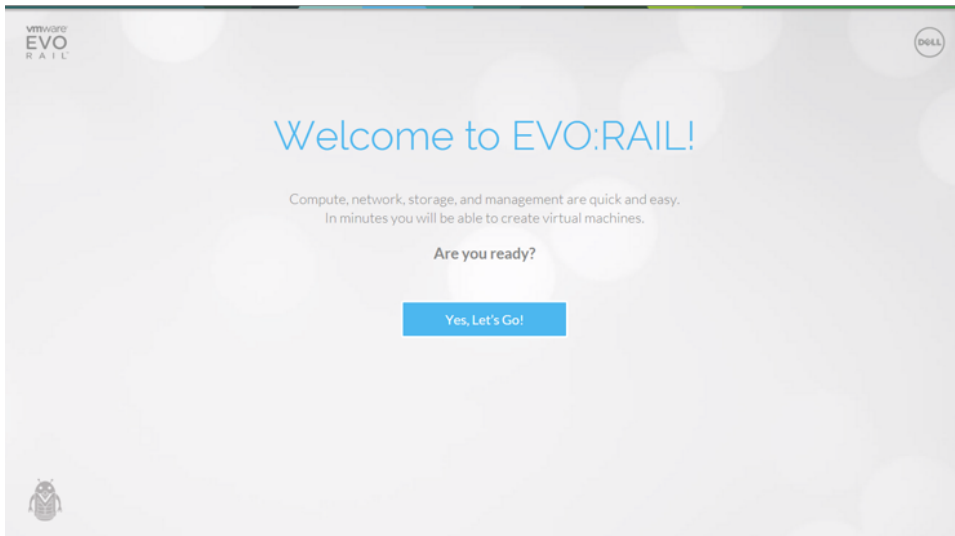 vmware
EVO
RAIL
DELL
Welcome to EVO:RAIL!
Compute, network, storage, and management are quick and easy.
In minutes you will be able to create virtual machines.
Are you ready?
Yes, Let's Go!